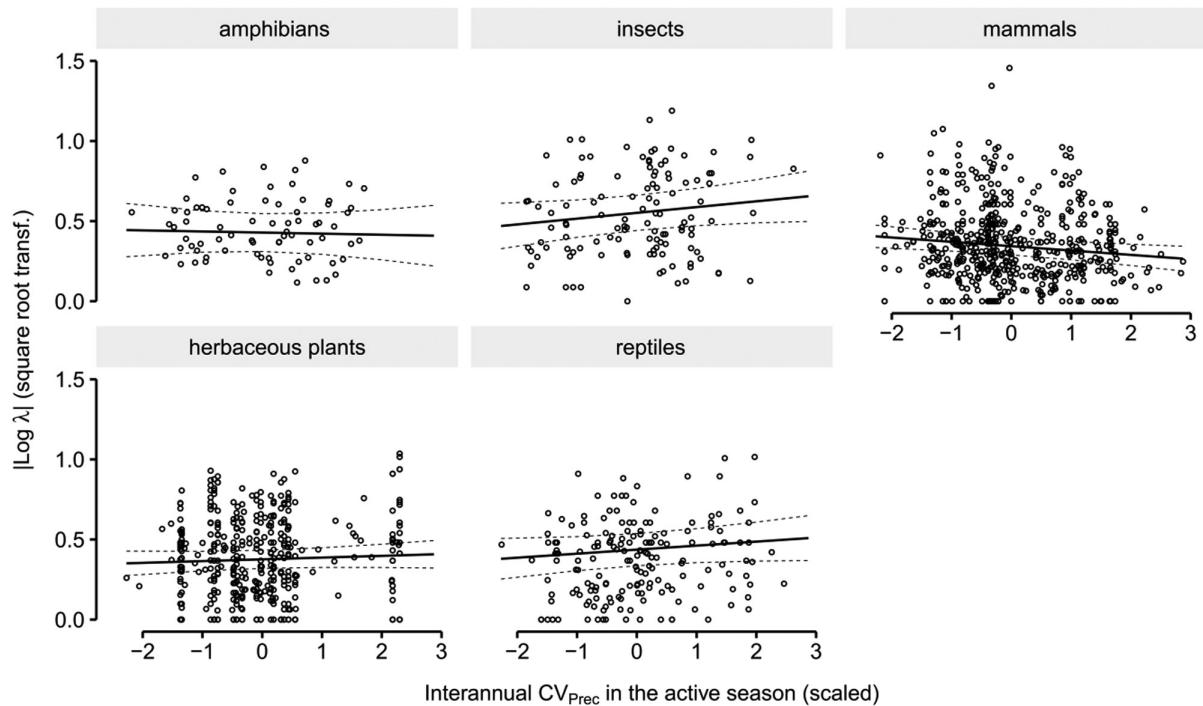 amphibians insects mammals
1.5
1.0
0.5
0.0
−2 −1 0 1 2 3
herbaceous plants reptiles
1.5
1.0
0.5
0.0
−2 −1 0 1 2 3 −2 −1 0 1 2 3
|Log λ| (square root transf.)
Interannual CVPrec in the active season (scaled)